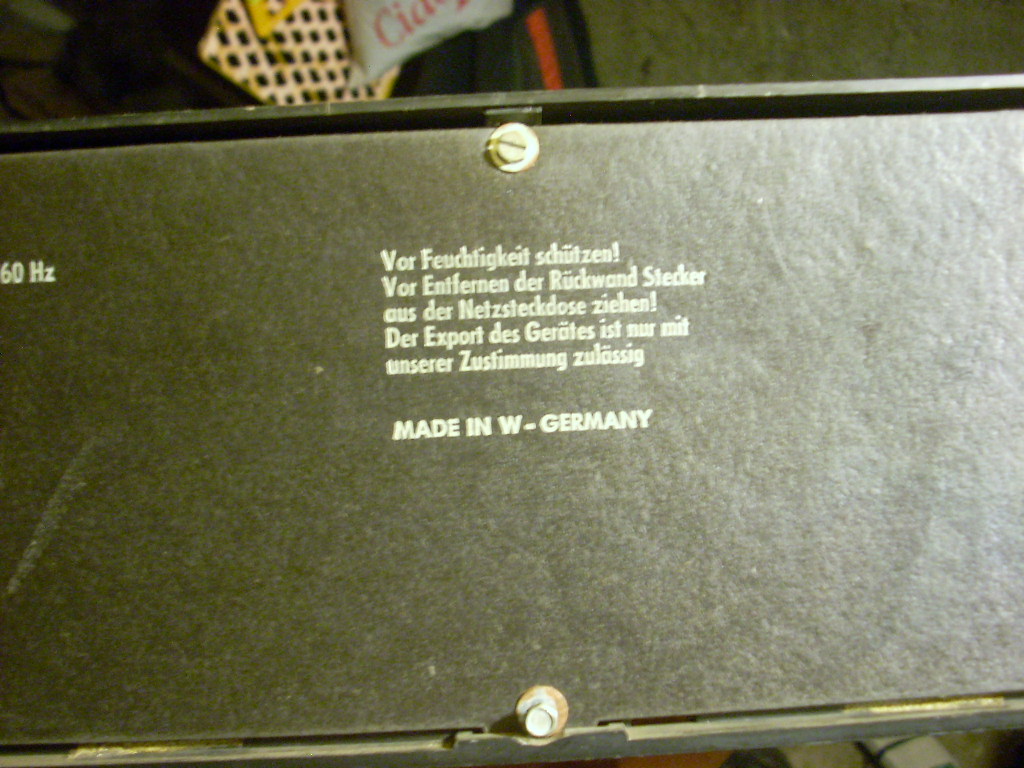 60 Hz
Vor Feuchtigkeit schützen!
Vor Entfernen der Rückwand Stecker
aus der Netzsteckdose ziehen!
Der Export des Gerätes ist nur mit
unserer Zustimmung zulässig
MADE IN W-GERMANY